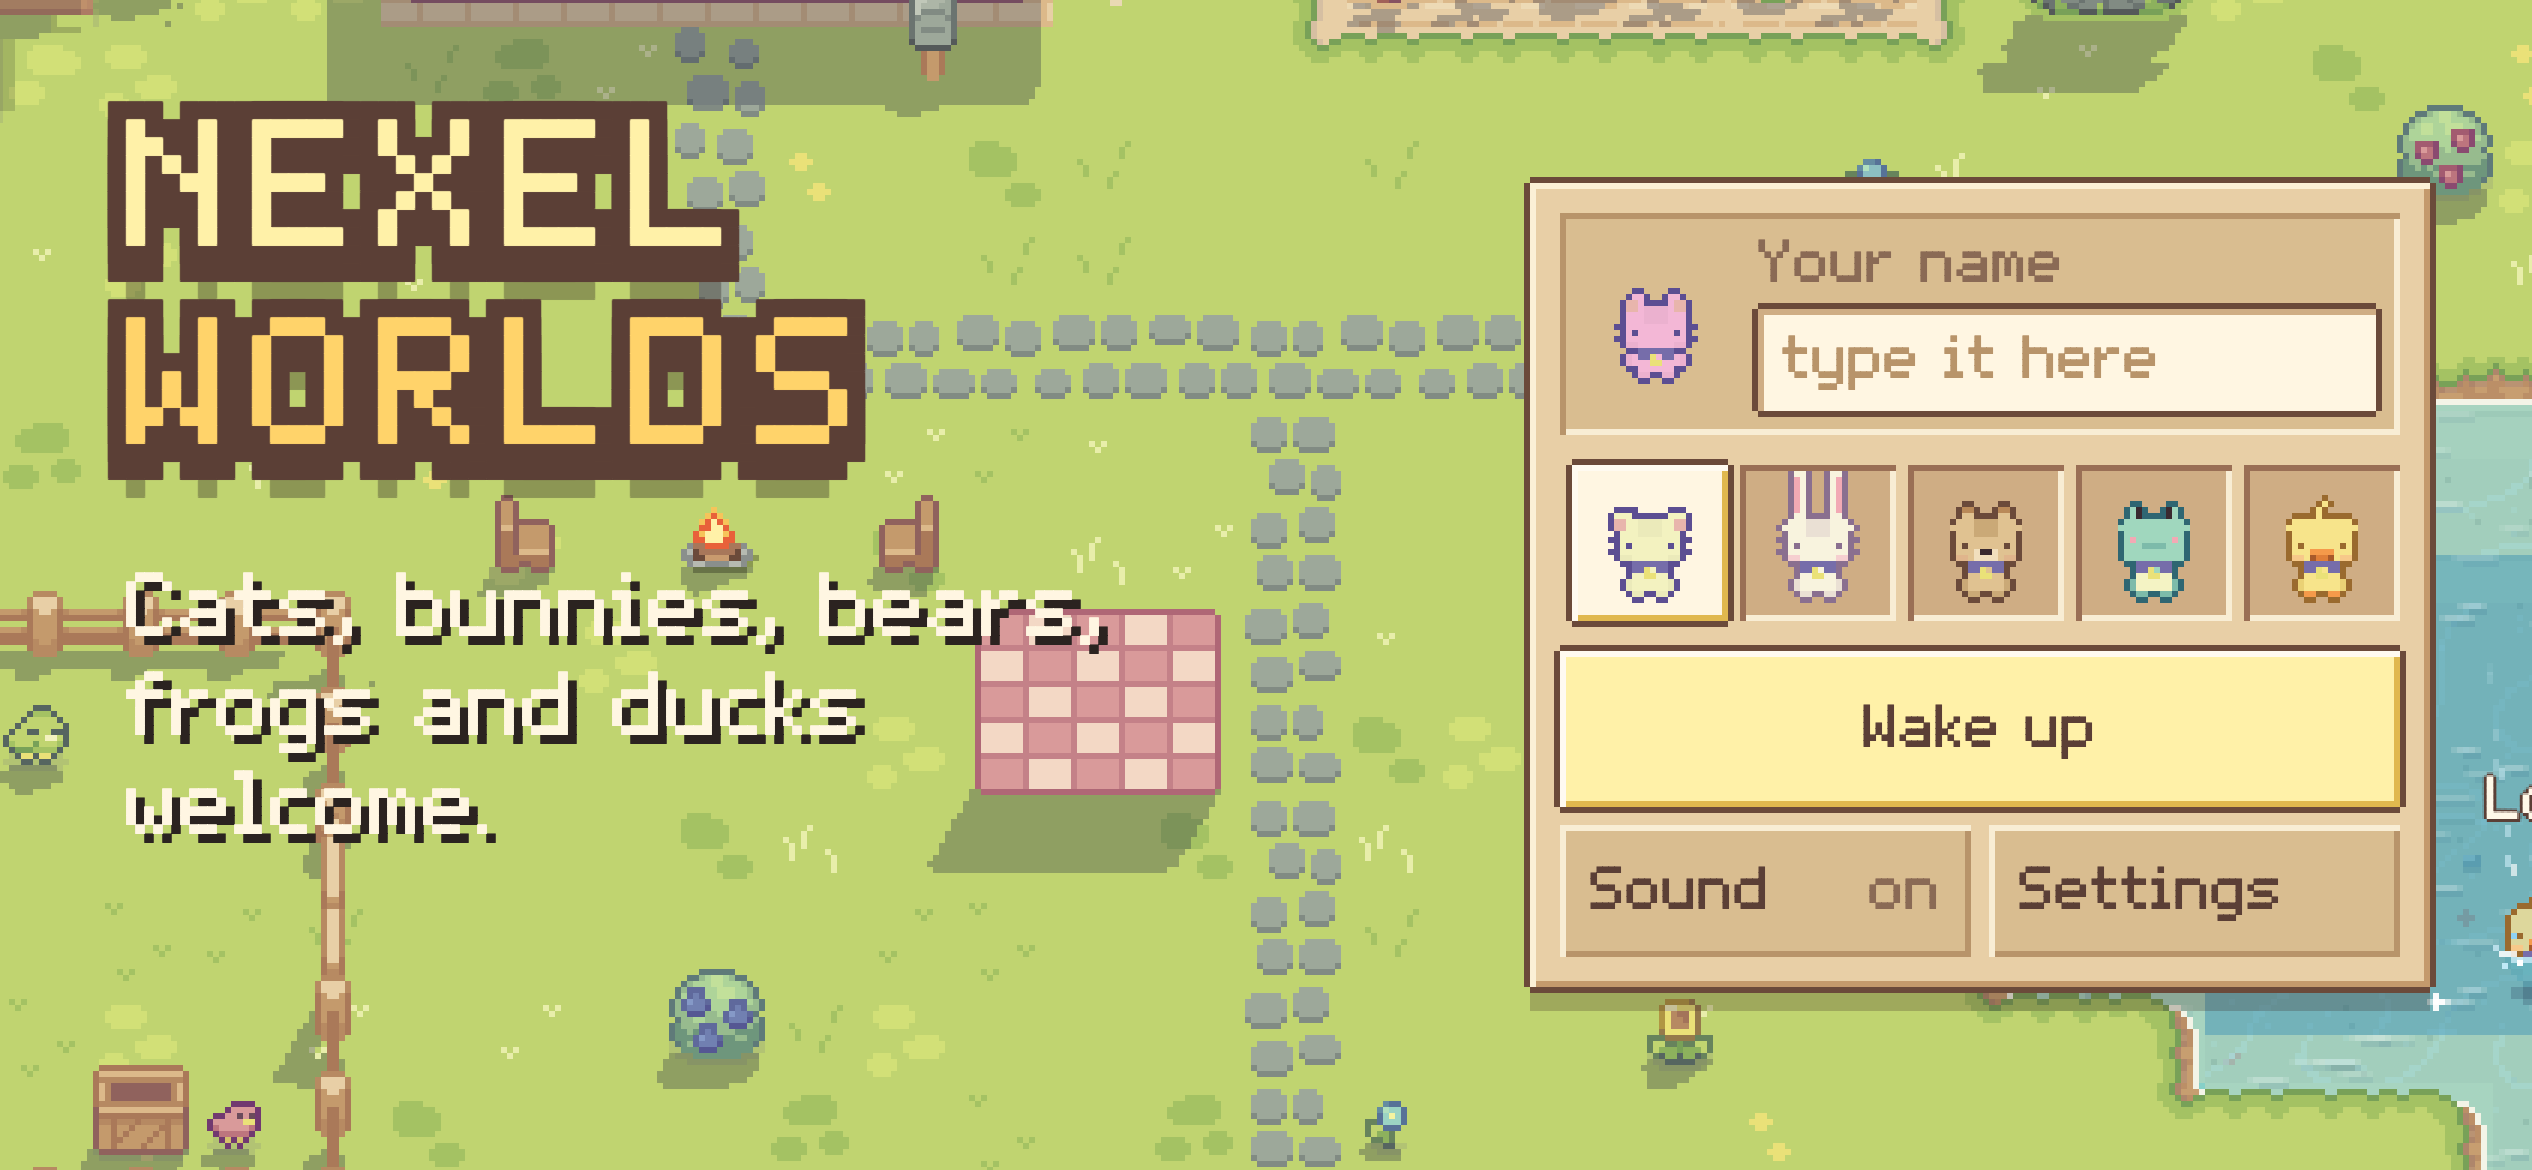 NEXEL
WORLDS
Cats, bunnies, bears,
frogs and ducks
welcome.
Your name
type it here
Wake up
Sound on
Settings